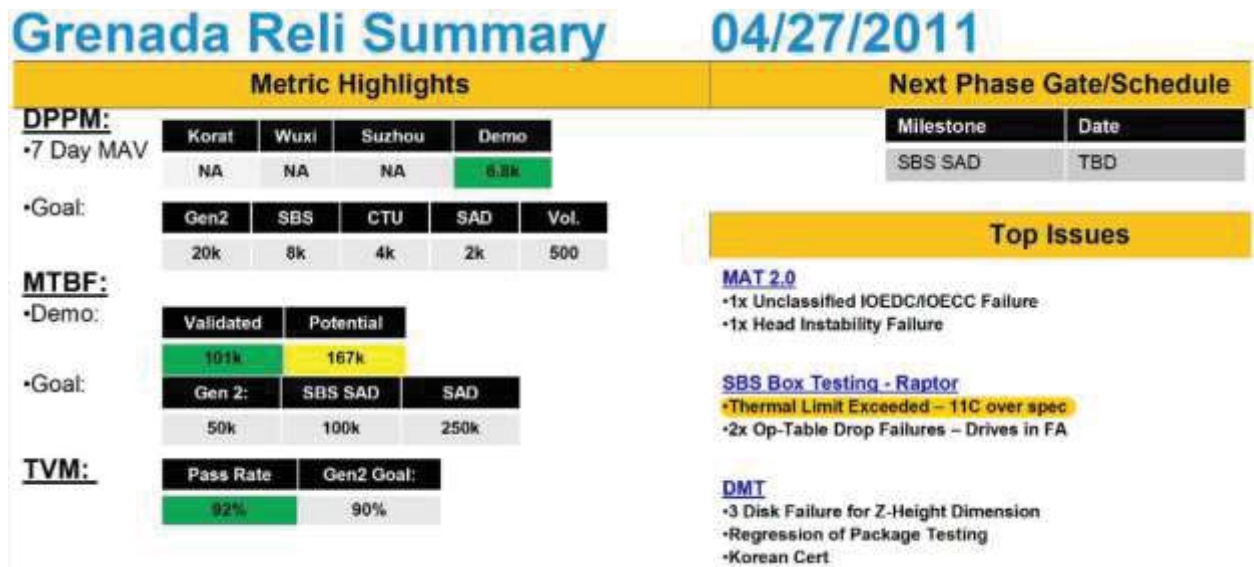 Grenada Reli Summary 04/27/2011
Metric Highlights
DPPM:
•7 Day MAV
Korat Wuxi Suzhou Demo
NA NA NA 6.8k
•Goal:
Gen2 SBS CTU SAD Vol.
20k 8k 4k 2k 500
MTBF:
•Demo:
Validated Potential
101k 167k
•Goal:
Gen 2: SBS SAD SAD
50k 100k 250k
TVM:
Pass Rate Gen2 Goal:
92% 90%
Next Phase Gate/Schedule
Milestone Date
SBS SAD TBD
Top Issues
MAT 2.0
•1x Unclassified IOEDC/IOECC Failure
•1x Head Instability Failure
SBS Box Testing - Raptor
•Thermal Limit Exceeded – 11C over spec
•2x Op-Table Drop Failures – Drives in FA
DMT
•3 Disk Failure for Z-Height Dimension
•Regression of Package Testing
•Korean Cert